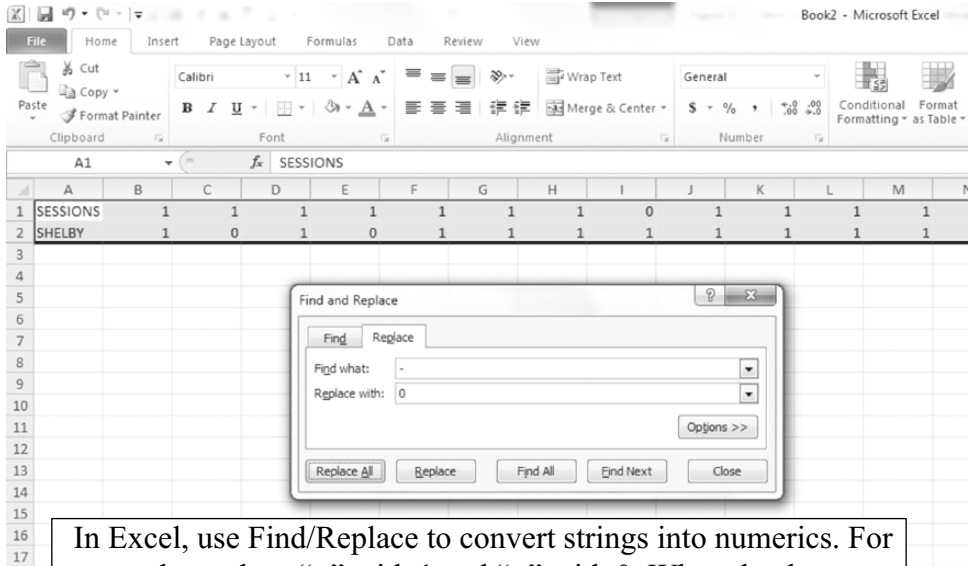 Book2 - Microsoft Excel
File Home Insert Page Layout Formulas Data Review View
Cut
Copy
Format Painter
Paste
Calibri 11 A A
B I U A
Wrap Text
Merge & Center
General
$ % , .0 .00 .00 .0
Conditional Formatting
Format as Table
Clipboard Font Alignment Number
A1 fx SESSIONS
A B C D E F G H I J K L M
1 SESSIONS 1 1 1 1 1 1 1 0 1 1 1 1
2 SHELBY 1 0 1 0 1 1 1 1 1 1 1 1
3
4
5
6
7
8
9
10
11
12
13
14
15
16
17
Find and Replace
Find Replace
Find what: -
Replace with: 0
Options >>
Replace All Replace Find All Find Next Close
In Excel, use Find/Replace to convert strings into numerics. For